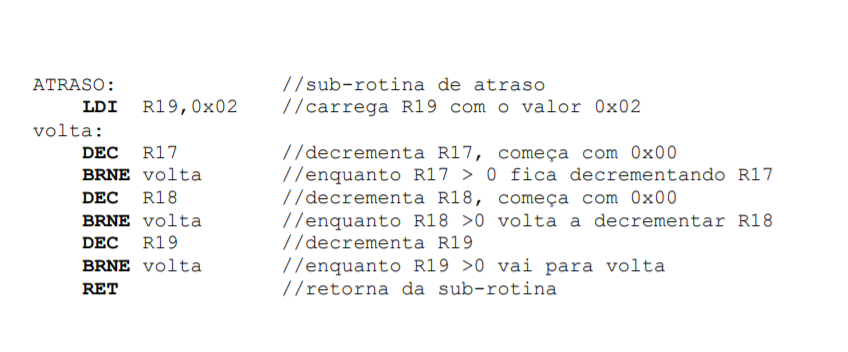 ATRASO: //sub-rotina de atraso
LDI R19,0x02 //carrega R19 com o valor 0x02
volta:
DEC R17 //decrementa R17, começa com 0x00
BRNE volta //enquanto R17 > 0 fica decrementando R17
DEC R18 //decrementa R18, começa com 0x00
BRNE volta //enquanto R18 >0 volta a decrementar R18
DEC R19 //decrementa R19
BRNE volta //enquanto R19 >0 vai para volta
RET //retorna da sub-rotina